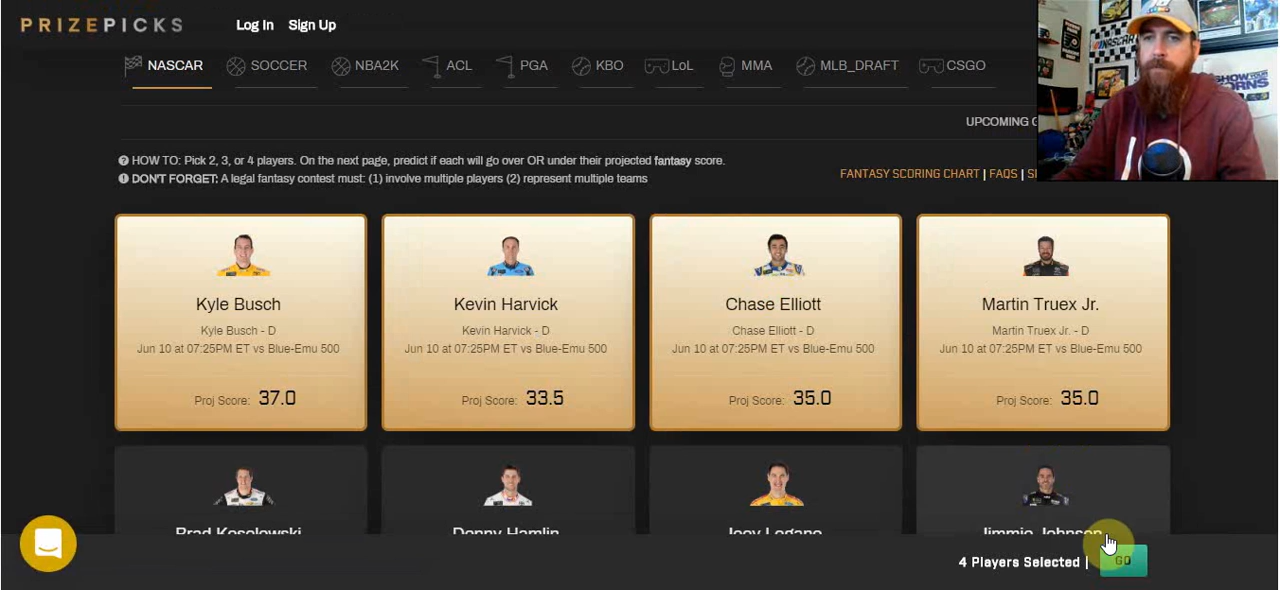 PRIZEPICKS
Log In Sign Up
NASCAR SOCCER NBA2K ACL PGA KBO LoL MMA MLB_DRAFT CSGO
UPCOMING G
HOW TO: Pick 2, 3, or 4 players. On the next page, predict if each will go over OR under their projected fantasy score.
DON'T FORGET: A legal fantasy contest must: (1) involve multiple players (2) represent multiple teams
FANTASY SCORING CHART | FAQS |
Kyle Busch
Kyle Busch - D
Jun 10 at 07:25PM ET vs Blue-Emu 500
Proj Score: 37.0
Kevin Harvick
Kevin Harvick - D
Jun 10 at 07:25PM ET vs Blue-Emu 500
Proj Score: 33.5
Chase Elliott
Chase Elliott - D
Jun 10 at 07:25PM ET vs Blue-Emu 500
Proj Score: 35.0
Martin Truex Jr.
Martin Truex Jr. - D
Jun 10 at 07:25PM ET vs Blue-Emu 500
Proj Score: 35.0
Brad Keselowski
Denny Hamlin
Joey Logano
Jimmie Johnson
4 Players Selected | GO
SHOW YOUR